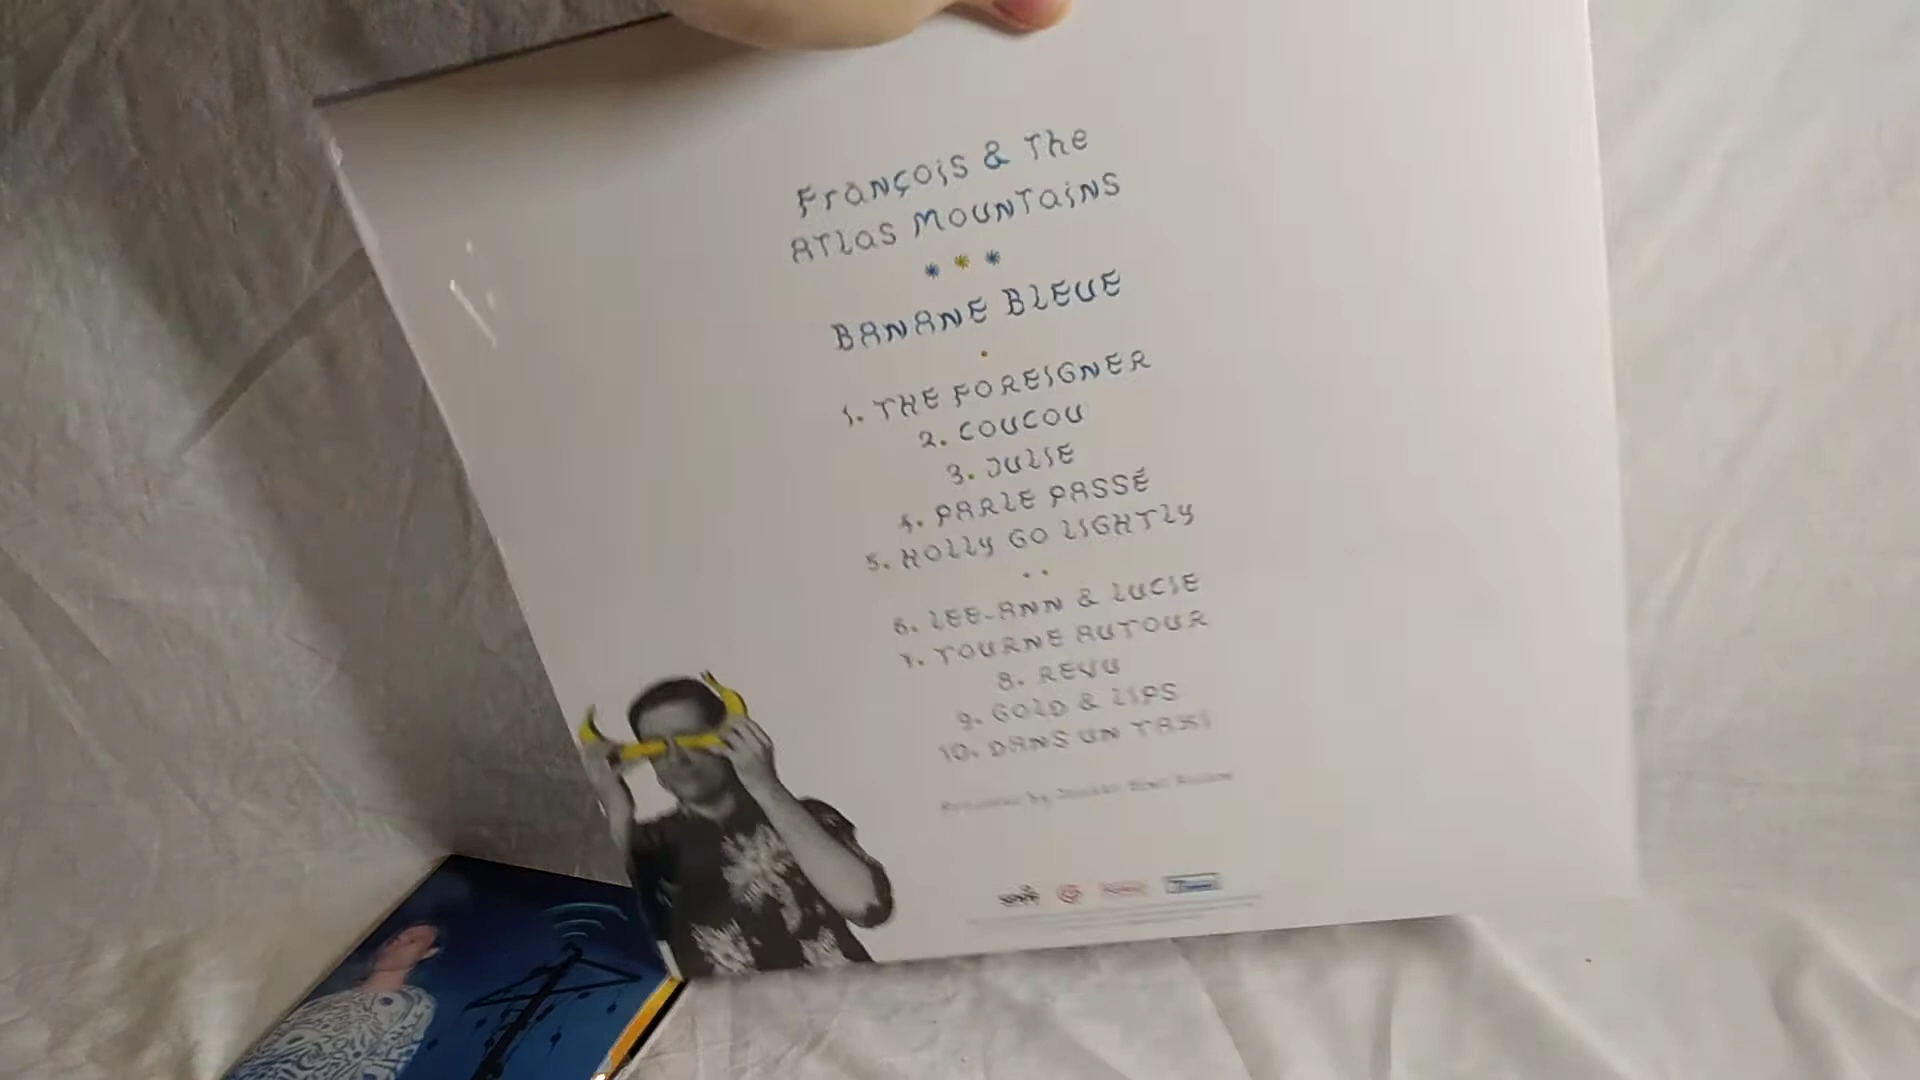 François & The
Atlas Mountains
BANANE BLEUE
1. THE FOREIGNER
2. COUCOU
3. JULIE
4. PARLE PASSÉ
5. HOLLY GO LIGHTLY
6. LEE-ANN & LUCIE
7. TOURNE AUTOUR
8. REVU
9. GOLD & LIPS
10. DANS UN TAXI